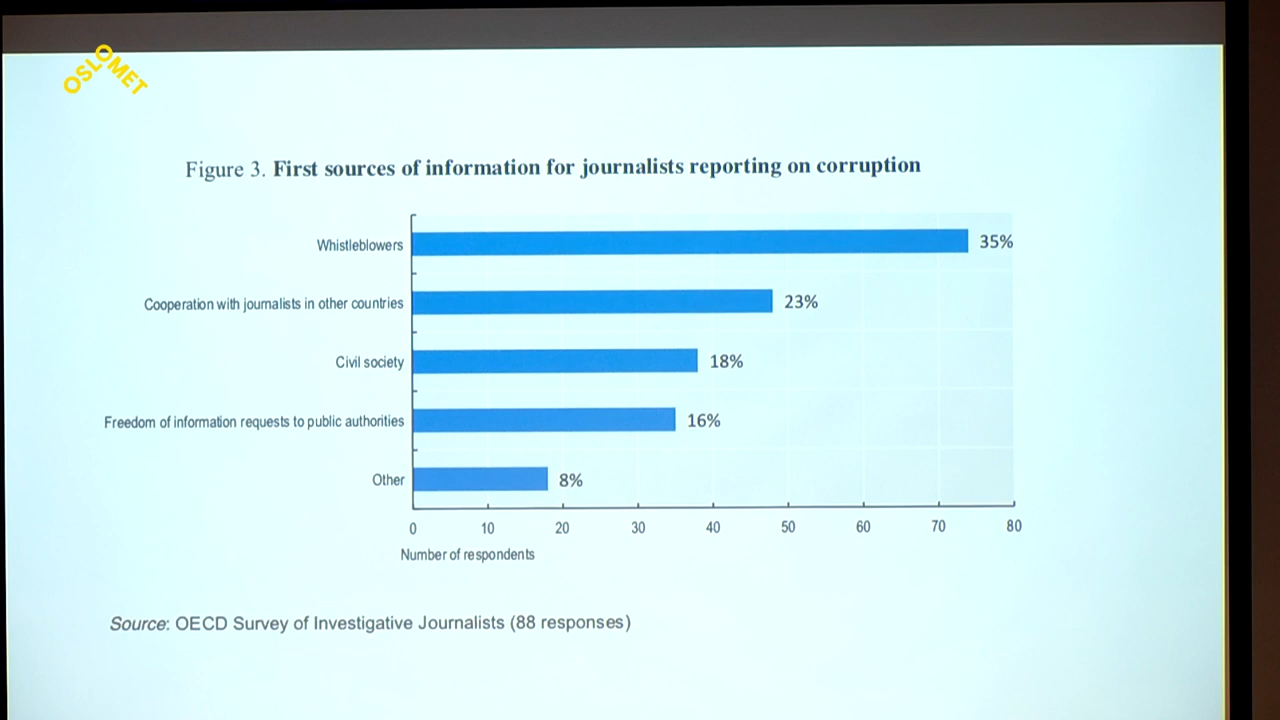 OSLOMET
Figure 3. First sources of information for journalists reporting on corruption
Whistleblowers 35%
Cooperation with journalists in other countries 23%
Civil society 18%
Freedom of information requests to public authorities 16%
Other 8%
0 10 20 30 40 50 60 70 80
Number of respondents
Source: OECD Survey of Investigative Journalists (88 responses)